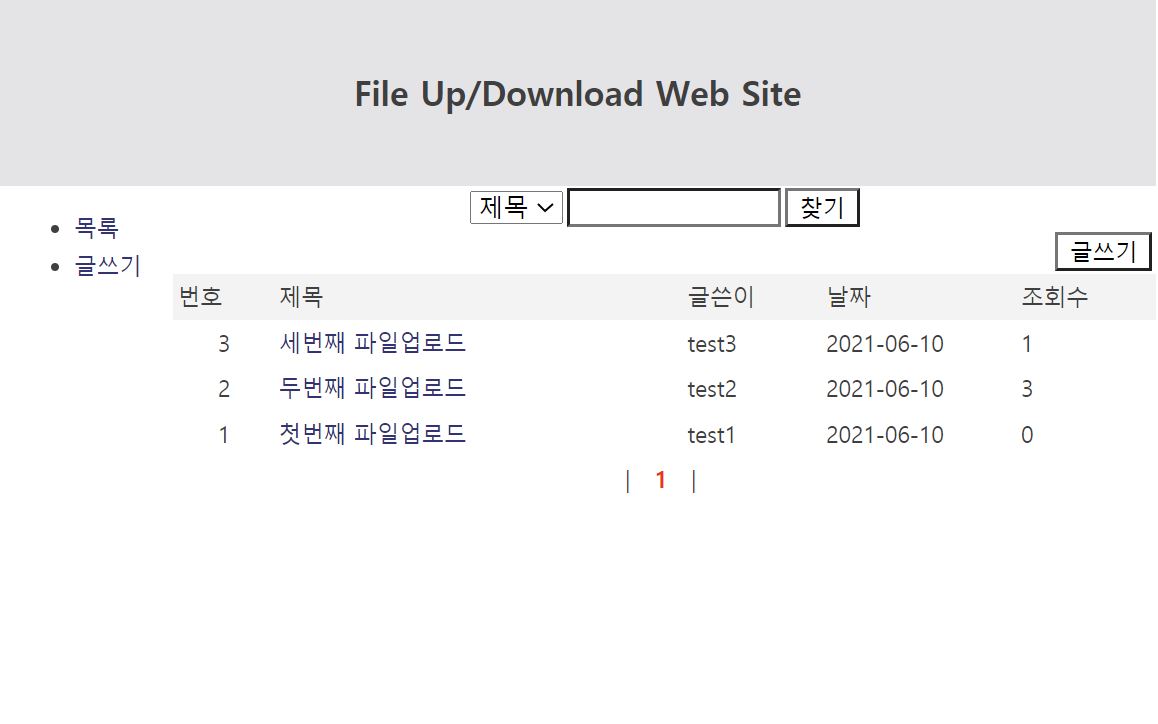 File Up/Download Web Site
제목 찾기
목록
글쓰기
글쓰기
번호 제목 글쓴이 날짜 조회수
3 세번째 파일업로드 test3 2021-06-10 1
2 두번째 파일업로드 test2 2021-06-10 3
1 첫번째 파일업로드 test1 2021-06-10 0
| 1 |